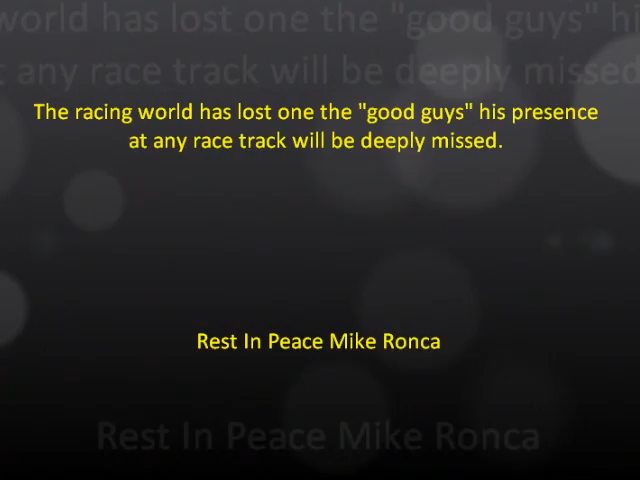 world has lost one the "good guys" hi
at any race track will be deeply missed
The racing world has lost one the "good guys" his presence
at any race track will be deeply missed.
Rest In Peace Mike Ronca
Rest In Peace Mike Ronca